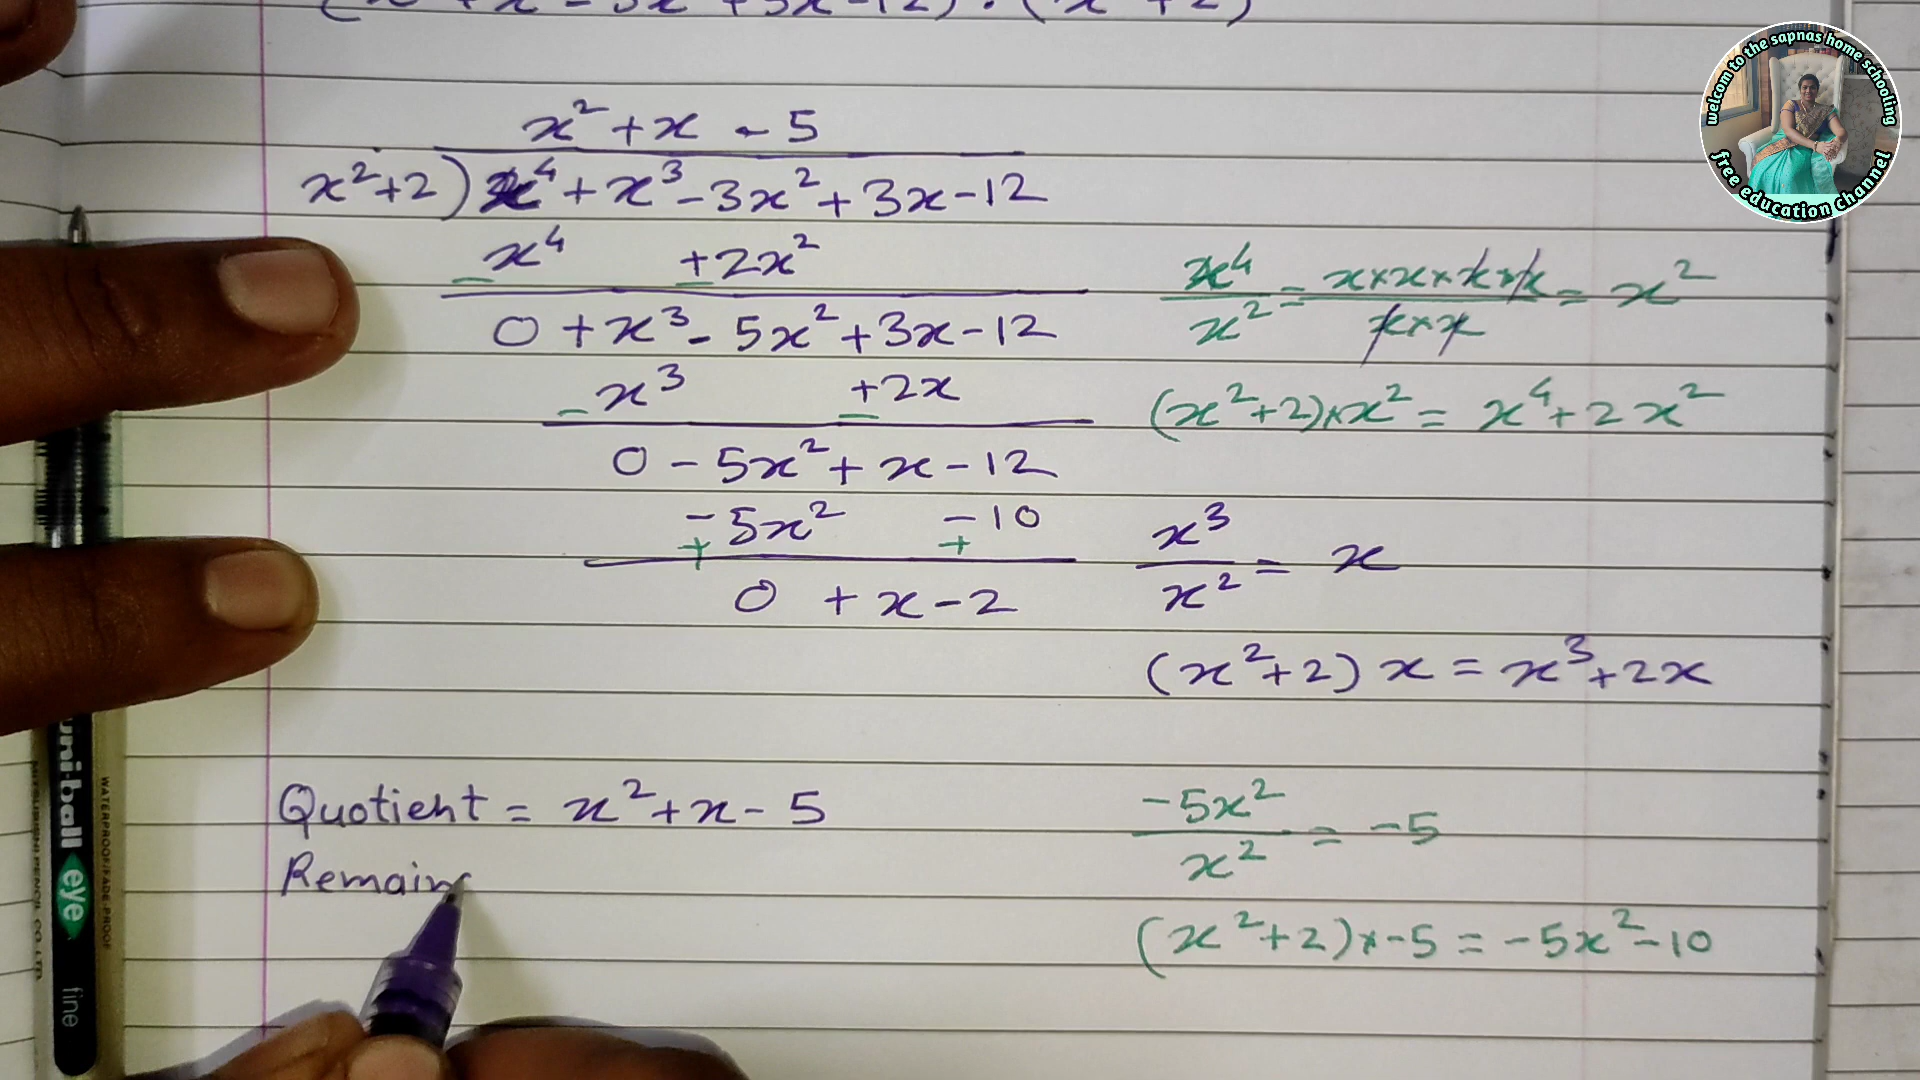 x² + x - 5
x²+2 ) x⁴ + x³ - 3x² + 3x - 12
x⁴ + 2x²
- -
0 + x³ - 5x² + 3x - 12
x³ + 2x
- -
0 - 5x² + x - 12
- 5x² - 10
+ +
0 + x - 2
Quotient = x² + x - 5
Remain
x⁴/x² = x×x×x×x/x×x = x²
(x²+2)×x² = x⁴+2x²
x³/x² = x
(x²+2) x = x³+2x
-5x²/x² = -5
(x²+2)×-5 = -5x²-10
welcom to the sapnas home schooling
free education channel
uni-ball eye
WATERPROOF/FADE-PROOF
fine